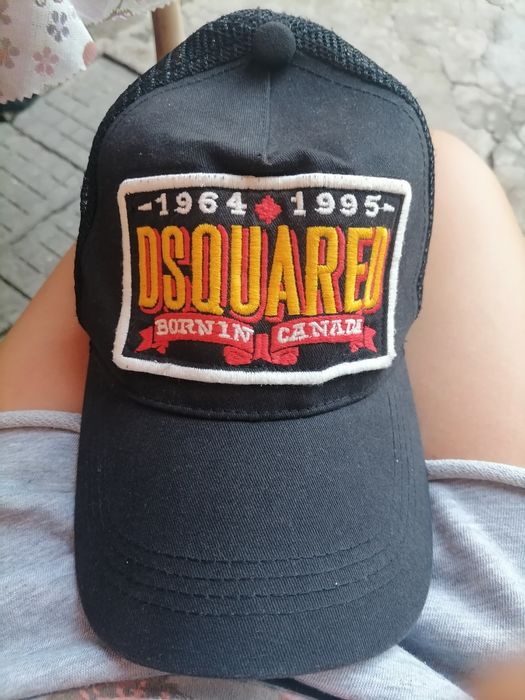 -1964 1995-
DSQUARED
BORN IN CANADA